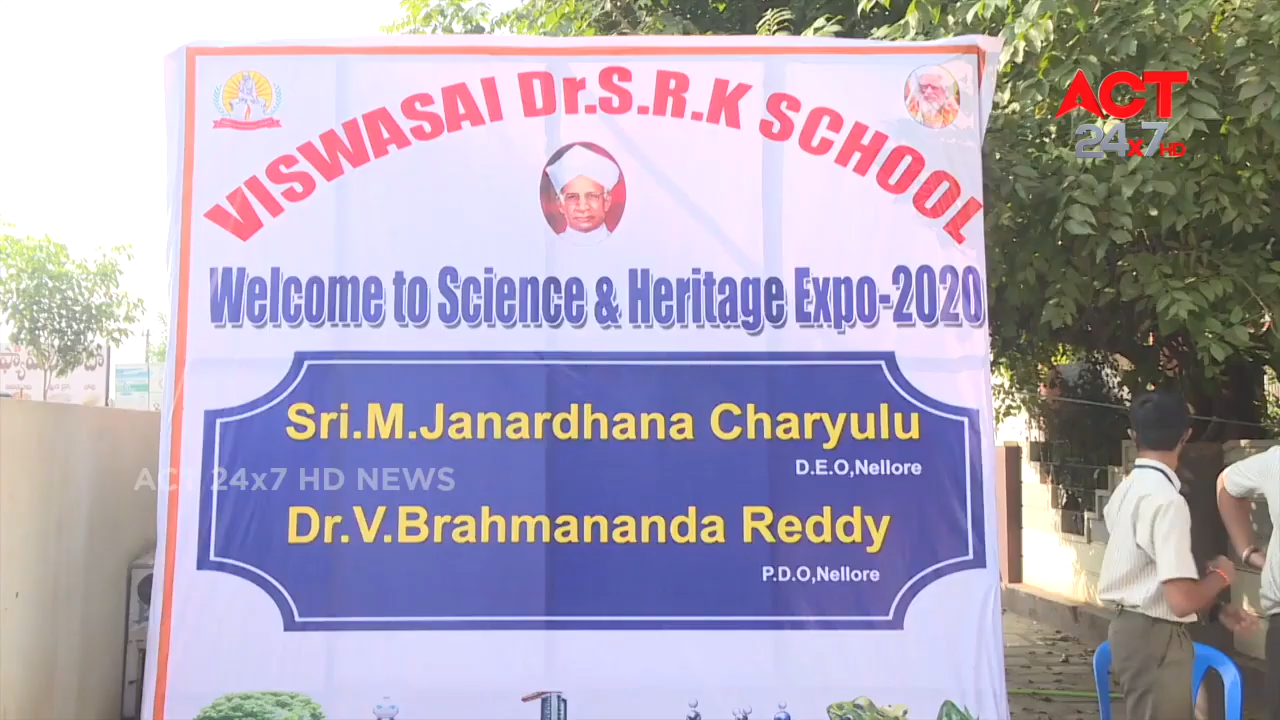 VISWASAI Dr.S.R.K SCHOOL
ACT
24x7 HD
Welcome to Science & Heritage Expo-2020
Sri.M.Janardhana Charyulu
D.E.O,Nellore
ACT 24x7 HD NEWS
Dr.V.Brahmananda Reddy
P.D.O,Nellore